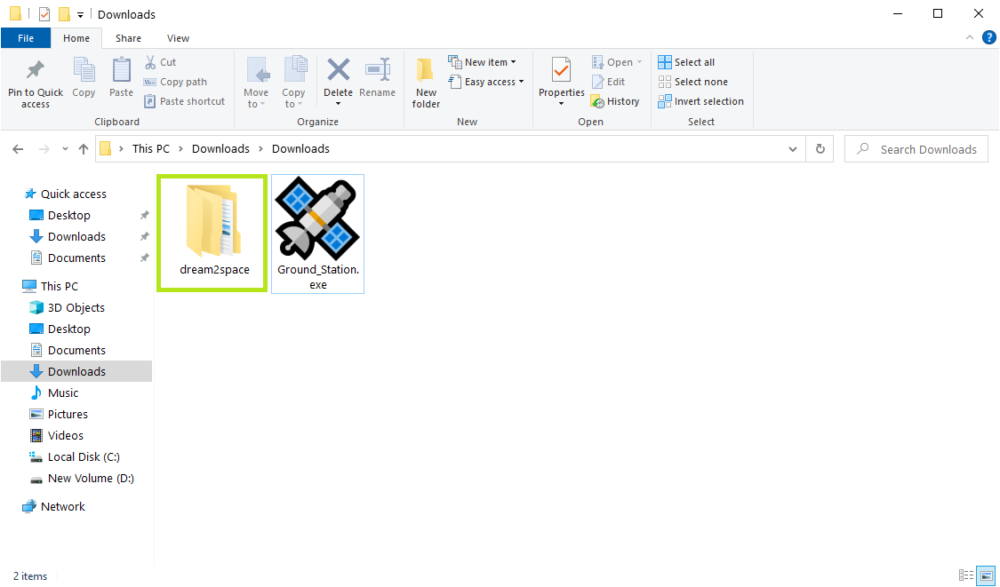 Downloads
File Home Share View
Pin to Quick access
Copy
Paste
Cut
Copy path
Paste shortcut
Clipboard
Move to
Copy to
Delete
Rename
Organize
New folder
New item
Easy access
New
Properties
Open
Edit
History
Open
Select all
Select none
Invert selection
Select
This PC > Downloads > Downloads
Search Downloads
Quick access
Desktop
Downloads
Documents
This PC
3D Objects
Desktop
Documents
Downloads
Music
Pictures
Videos
Local Disk (C:)
New Volume (D:)
Network
dream2space
Ground_Station.
exe
2 items